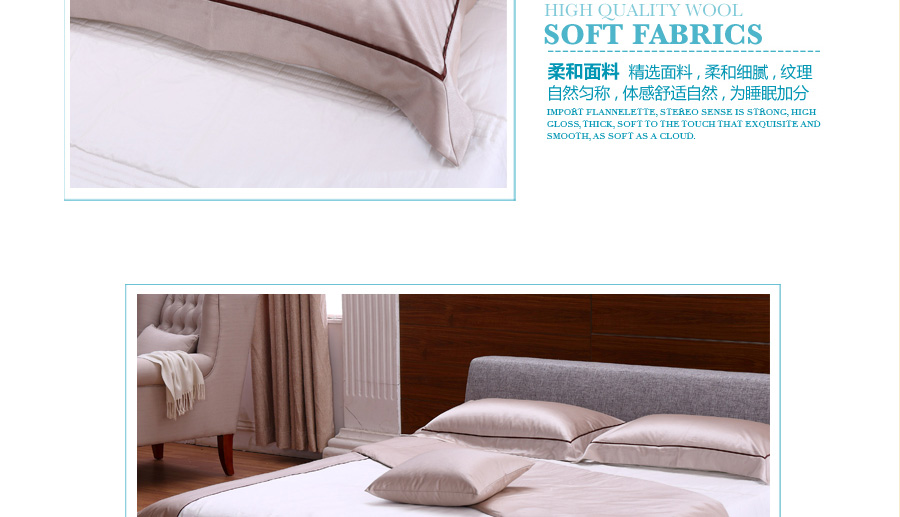 HIGH QUALITY WOOL
SOFT FABRICS
柔和面料 精选面料，柔和细腻，纹理
自然匀称，体感舒适自然，为睡眠加分
IMPORT FLANNELETTE, STEREO SENSE IS STRONG, HIGH
GLOSS, THICK, SOFT TO THE TOUCH THAT EXQUISITE AND
SMOOTH, AS SOFT AS A CLOUD.